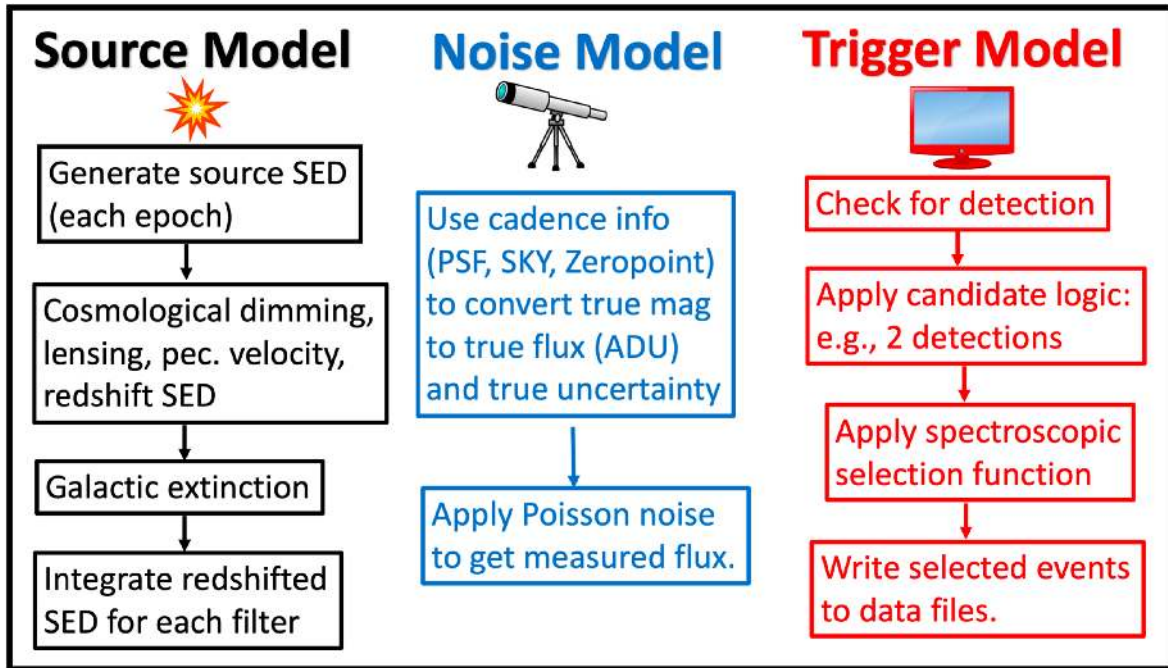 Source Model
Generate source SED
(each epoch)
Cosmological dimming,
lensing, pec. velocity,
redshift SED
Galactic extinction
Integrate redshifted
SED for each filter
Noise Model
Use cadence info
(PSF, SKY, Zeropoint)
to convert true mag
to true flux (ADU)
and true uncertainty
Apply Poisson noise
to get measured flux.
Trigger Model
Check for detection
Apply candidate logic:
e.g., 2 detections
Apply spectroscopic
selection function
Write selected events
to data files.